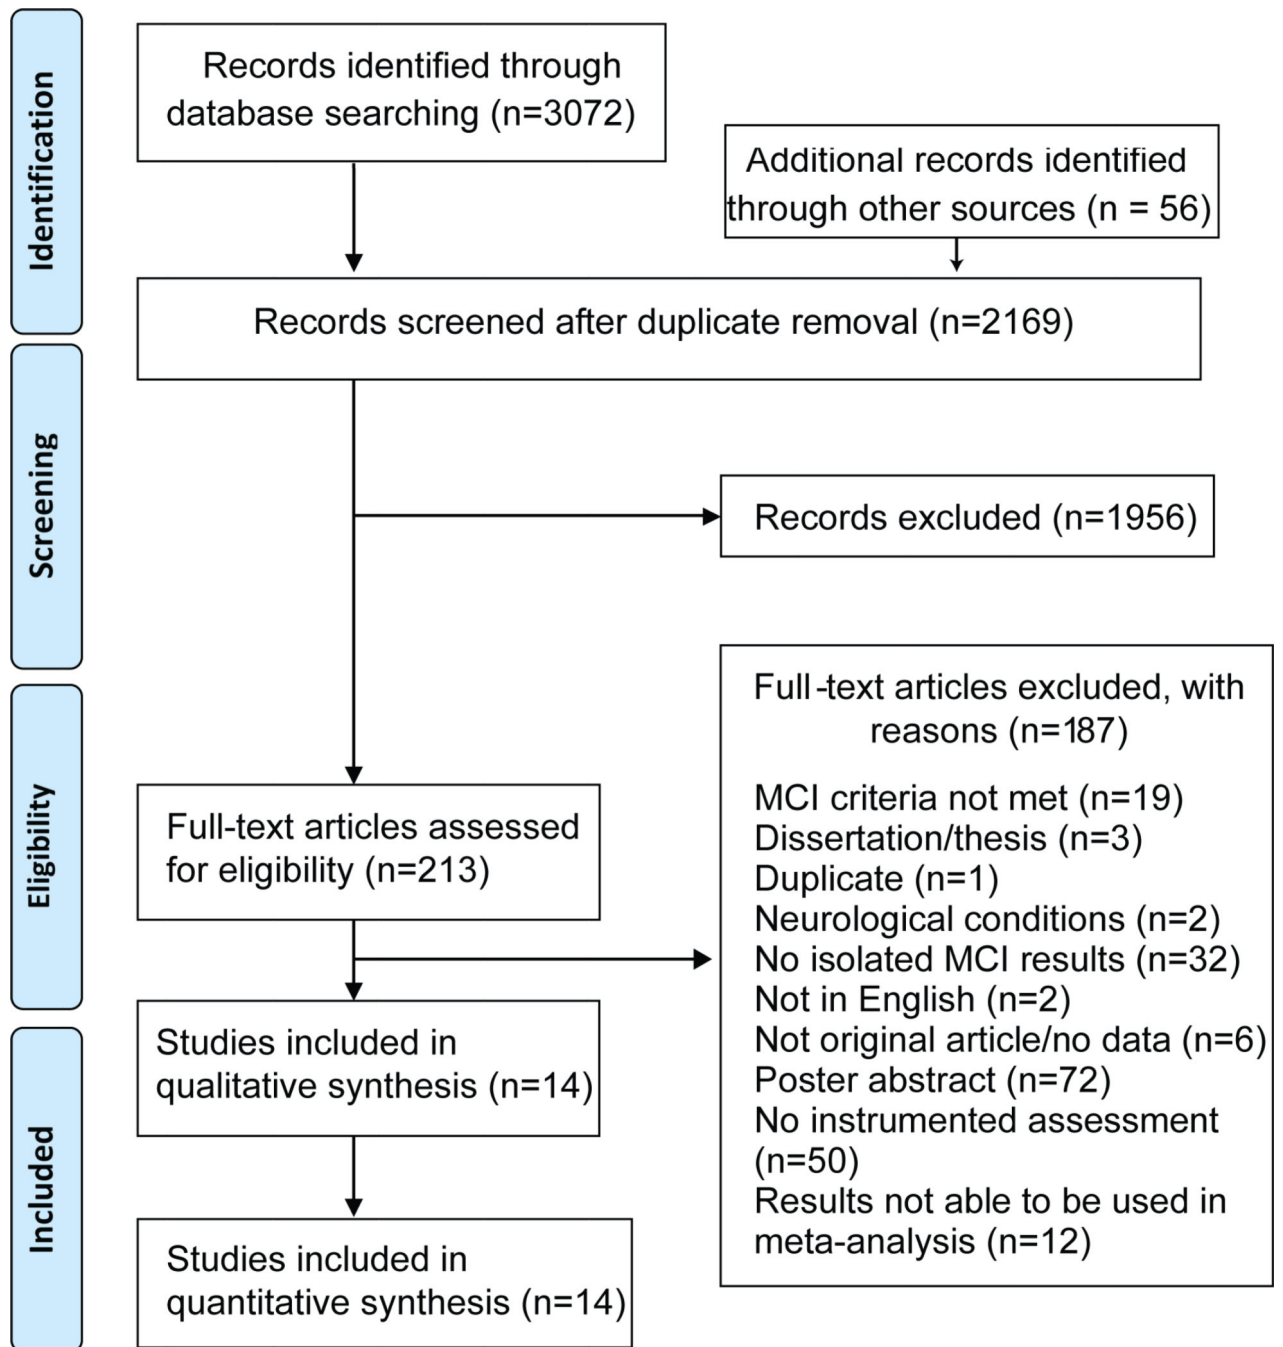 Identification
Records identified through
database searching (n=3072)
Additional records identified
through other sources (n = 56)
Records screened after duplicate removal (n=2169)
Screening
Records excluded (n=1956)
Eligibility
Full-text articles assessed
for eligibility (n=213)
Full-text articles excluded, with
reasons (n=187)
MCI criteria not met (n=19)
Dissertation/thesis (n=3)
Duplicate (n=1)
Neurological conditions (n=2)
No isolated MCI results (n=32)
Not in English (n=2)
Not original article/no data (n=6)
Poster abstract (n=72)
No instrumented assessment
(n=50)
Results not able to be used in
meta-analysis (n=12)
Included
Studies included in
qualitative synthesis (n=14)
Studies included in
quantitative synthesis (n=14)